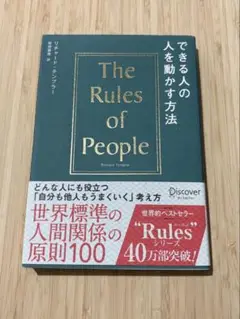 できる人の
人を動かす方法
リチャード・テンプラー
The
Rules
of
People
Richard Templar
どんな人にも役立つ
「自分も他人もうまくいく」考え方
世界標準の
人間関係の
原則100
Discover
世界的ベストセラー
“Rules”
シリーズ
40万部突破!